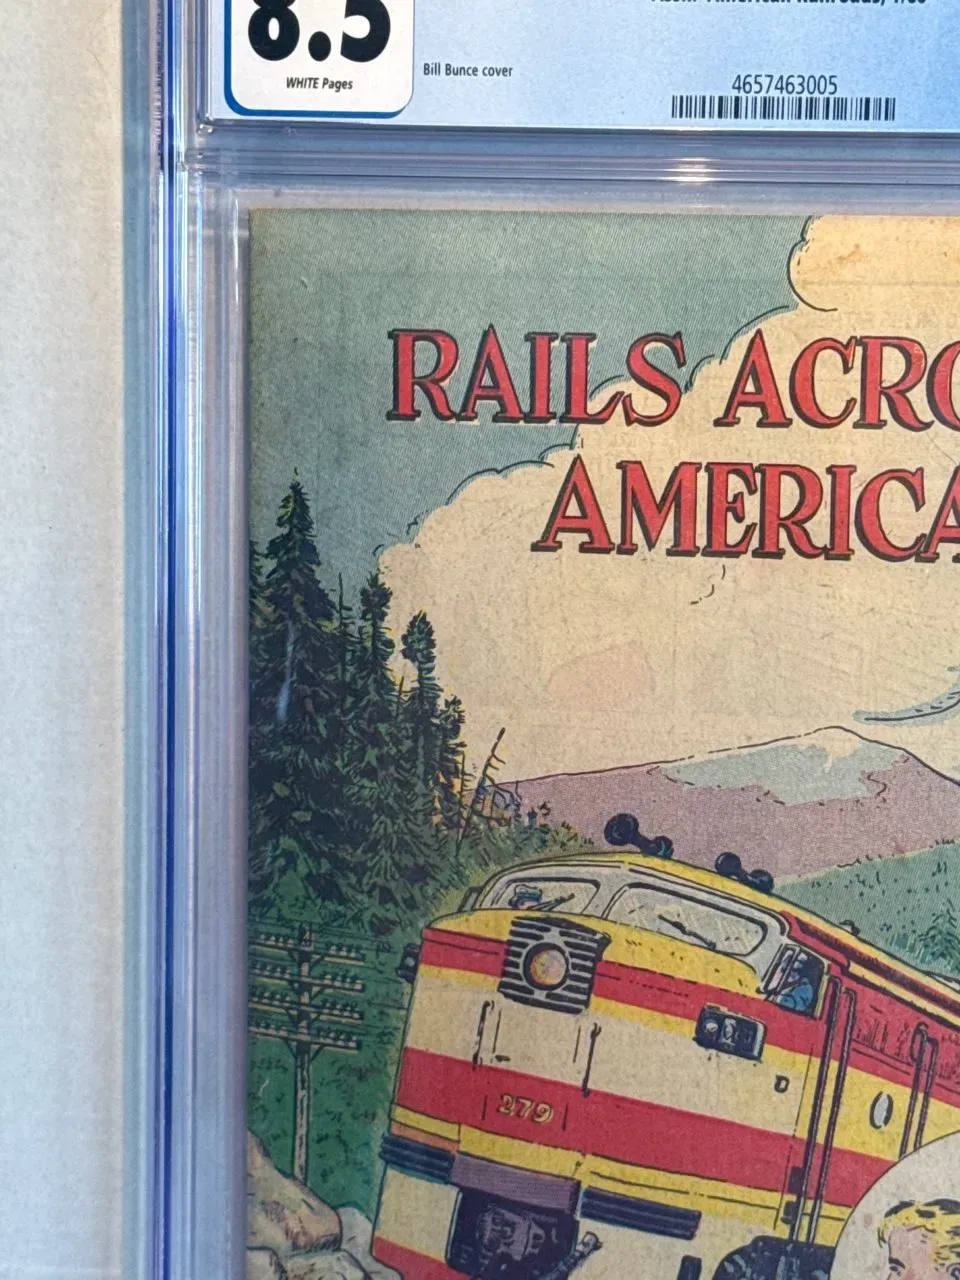 8.5
WHITE Pages
Bill Bunce cover
4657463005
RAILS ACRO
AMERICA
D
279